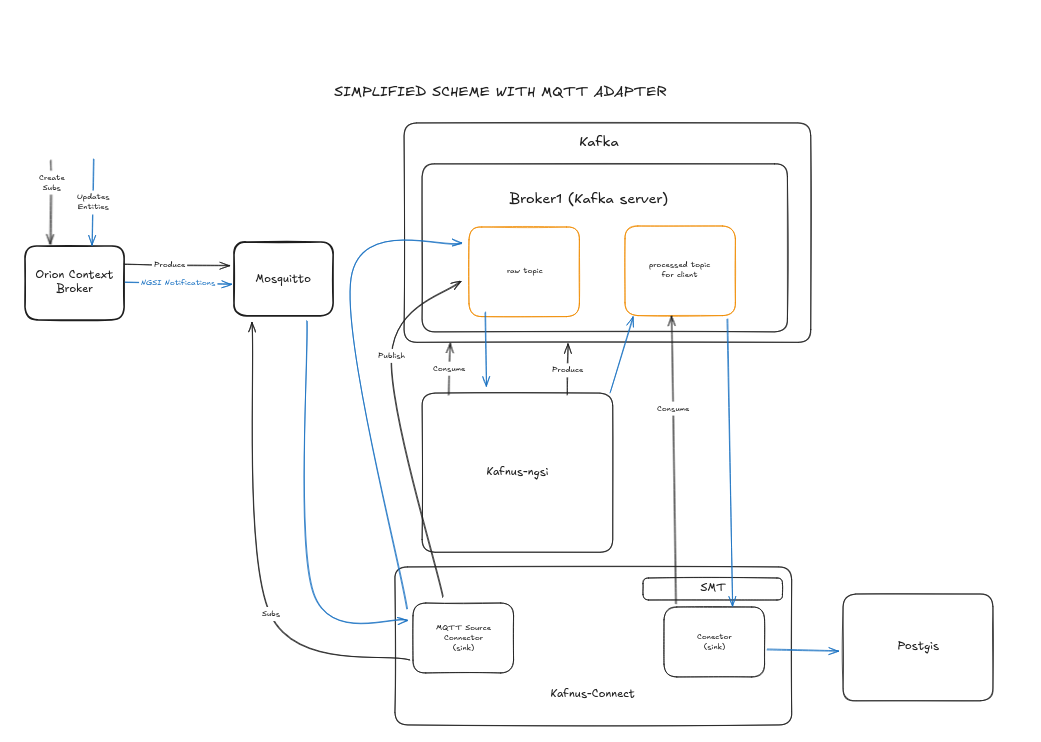 SIMPLIFIED SCHEME WITH MQTT ADAPTER
Kafka
Broker1 (Kafka server)
Create
Subs
Updates
Entities
Orion Context
Broker
Produce
NGSI Notifications
Mosquitto
raw topic
processed topic
for client
Publish
Consume
Produce
Consume
Kafnus-ngsi
SMT
Subs
MQTT Source
Connector
(sink)
Conector
(sink)
Postgis
Kafnus-Connect